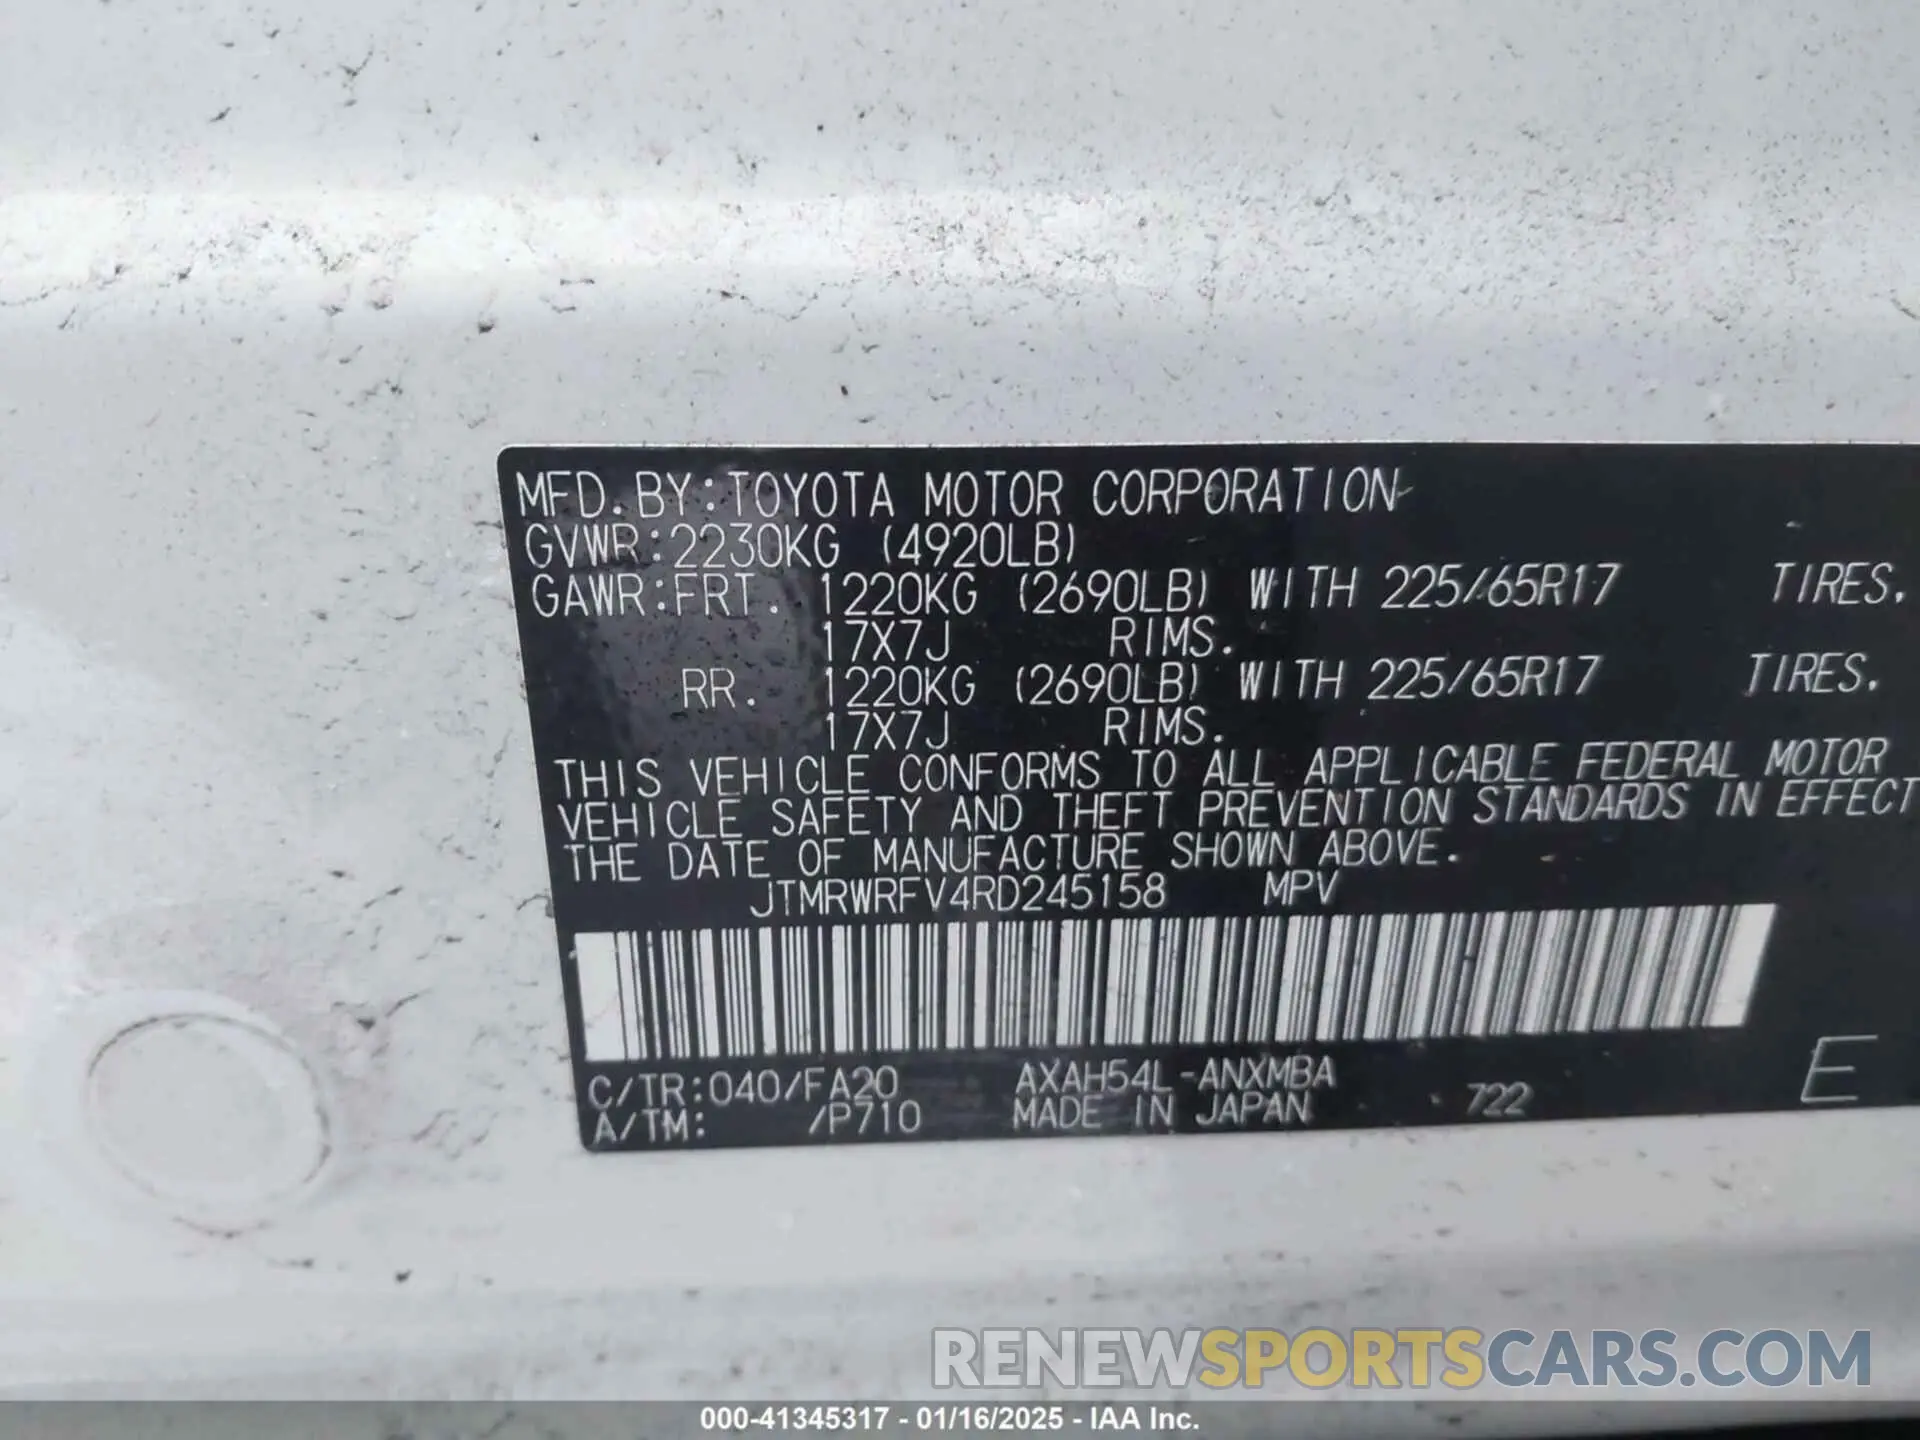 MFD.BY:TOYOTA MOTOR CORPORATION
GVWR:2230KG (4920LB)
GAWR:FRT. 1220KG (2690LB) WITH 225/65R17 TIRES.
17X7J RIMS.
RR. 1220KG (2690LB) WITH 225/65R17 TIRES.
17X7J RIMS.
THIS VEHICLE CONFORMS TO ALL APPLICABLE FEDERAL MOTOR
VEHICLE SAFETY AND THEFT PREVENTION STANDARDS IN EFFECT
THE DATE OF MANUFACTURE SHOWN ABOVE.
JTMRWRFV4RD245158 MPV
C/TR:040/FA20 AXAH54L-ANXMBA
A/TM: /P710 MADE IN JAPAN 722 E
RENEWSPORTSCARS.COM
000-41345317 - 01/16/2025 - IAA Inc.